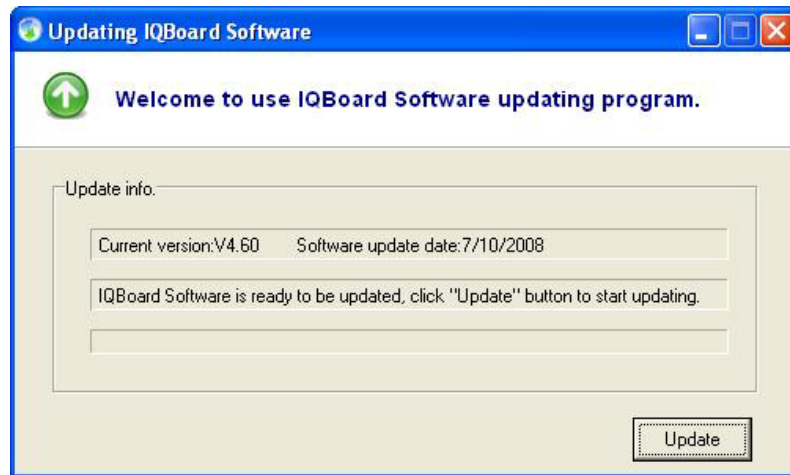 Updating IQBoard Software
Welcome to use IQBoard Software updating program.
Update info.
Current version:V4.60 Software update date:7/10/2008
IQBoard Software is ready to be updated, click "Update" button to start updating.
Update